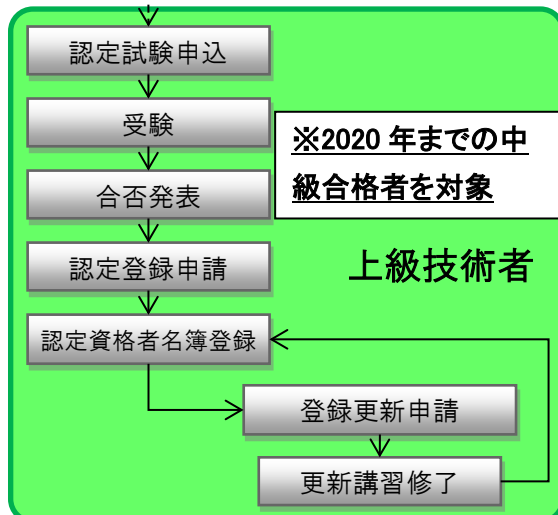 認定試験申込
受験
※2020 年までの中
級合格者を対象
合否発表
認定登録申請
上級技術者
認定資格者名簿登録
登録更新申請
更新講習修了